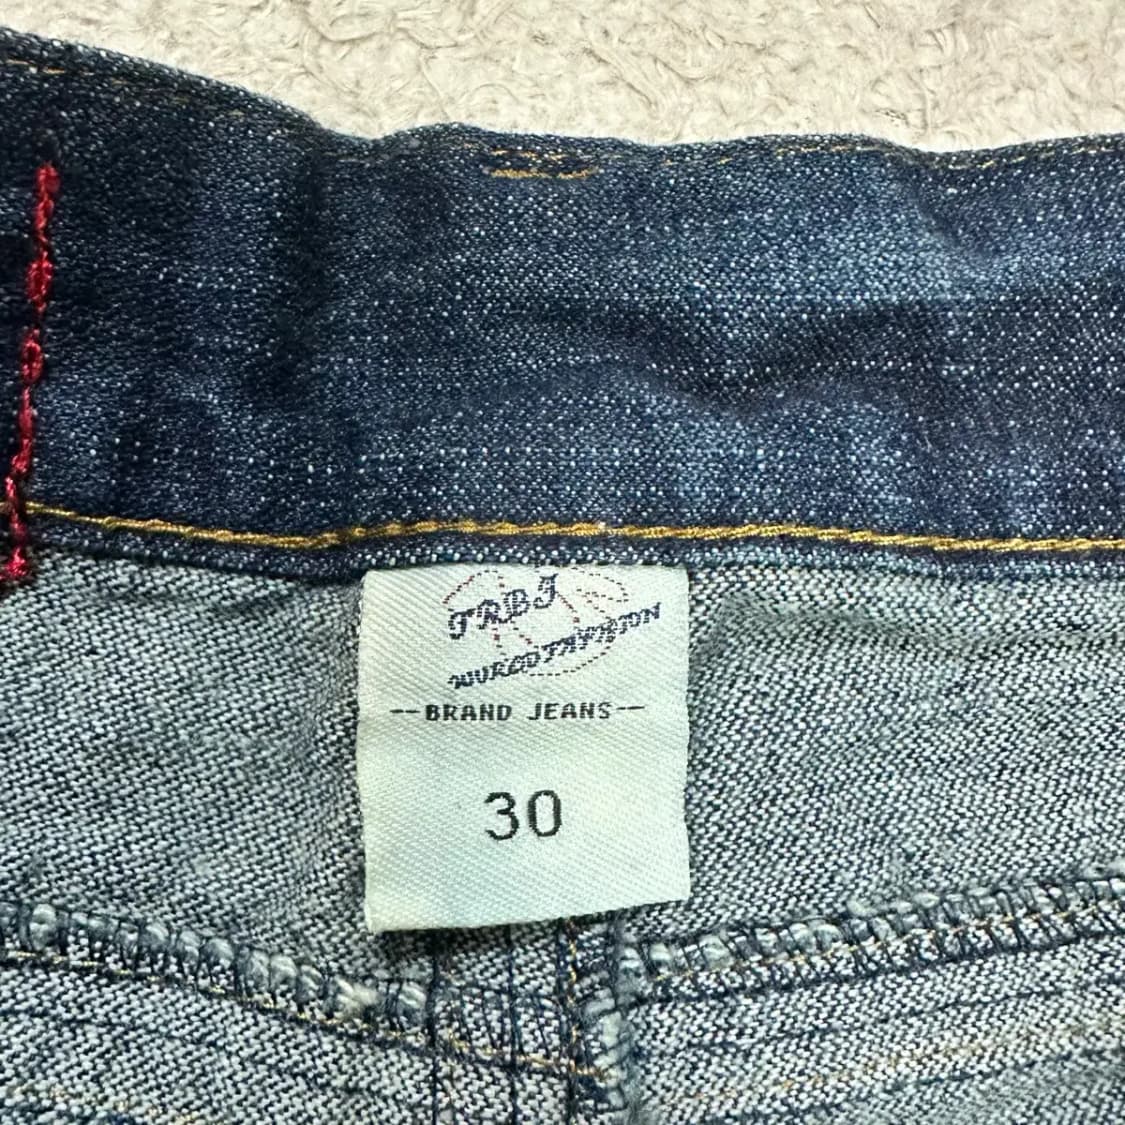 TRBJ
--BRAND JEANS--
30